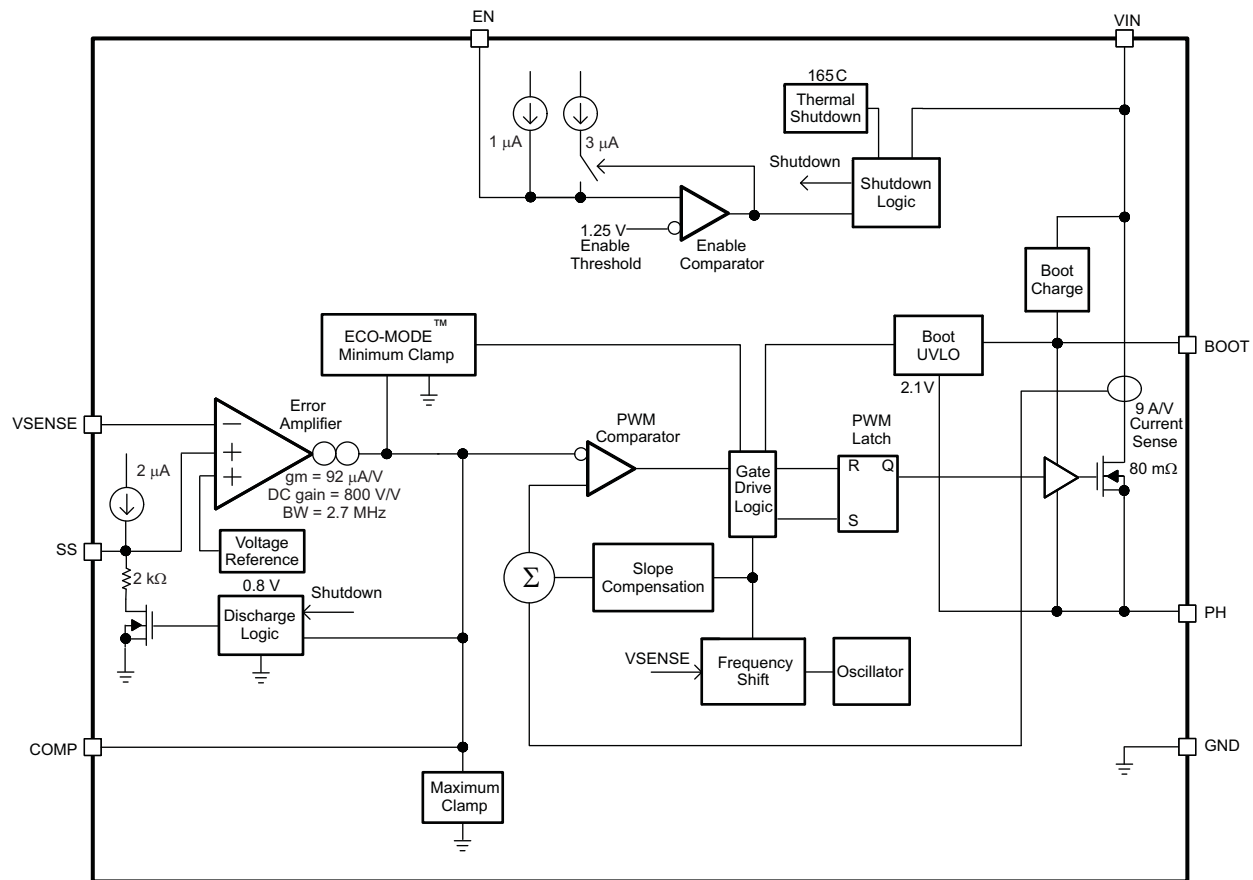 EN
VIN
165C
Thermal
Shutdown
1 μA
3 μA
Shutdown
Shutdown
Logic
1.25 V
Enable
Threshold
Enable
Comparator
Boot
Charge
ECO-MODE™
Minimum Clamp
Boot
UVLO
BOOT
2.1V
VSENSE
Error
Amplifier
PWM
Comparator
PWM
Latch
9 A/V
Current
Sense
80 mΩ
−
+
+
gm = 92 μA/V
DC gain = 800 V/V
BW = 2.7 MHz
2 μA
Gate
Drive
Logic
R
Q
S
SS
Voltage
Reference
2 kΩ
0.8 V
Shutdown
Discharge
Logic
Σ
Slope
Compensation
PH
VSENSE
Frequency
Shift
Oscillator
COMP
GND
Maximum
Clamp